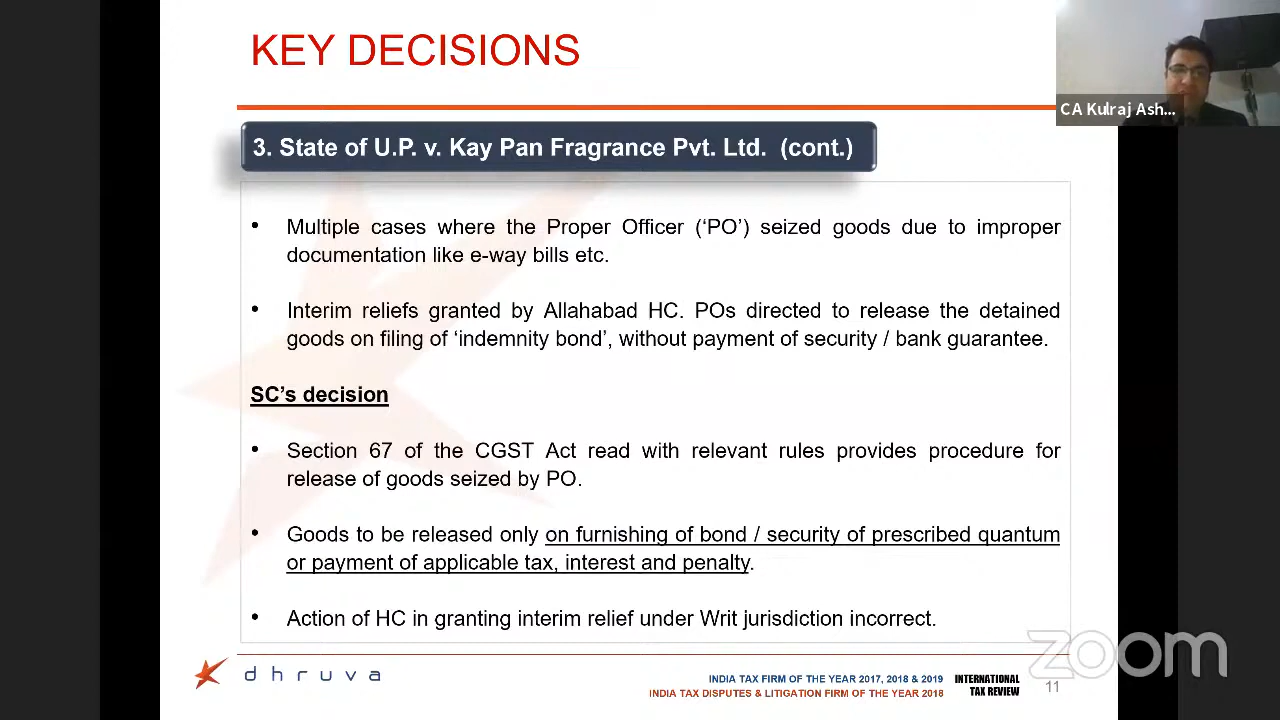 KEY DECISIONS
CA Kulraj Ash...
3. State of U.P. v. Kay Pan Fragrance Pvt. Ltd. (cont.)
• Multiple cases where the Proper Officer (‘PO’) seized goods due to improper
documentation like e-way bills etc.
• Interim reliefs granted by Allahabad HC. POs directed to release the detained
goods on filing of ‘indemnity bond’, without payment of security / bank guarantee.
SC’s decision
• Section 67 of the CGST Act read with relevant rules provides procedure for
release of goods seized by PO.
• Goods to be released only on furnishing of bond / security of prescribed quantum
or payment of applicable tax, interest and penalty.
• Action of HC in granting interim relief under Writ jurisdiction incorrect.
zoom
dhruva
INDIA TAX FIRM OF THE YEAR 2017, 2018 & 2019
INDIA TAX DISPUTES & LITIGATION FIRM OF THE YEAR 2018
INTERNATIONAL
TAX REVIEW
11